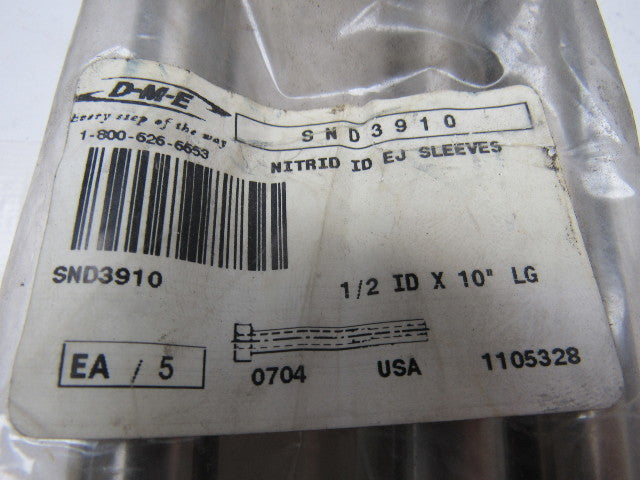 D-M-E
Every step of the way
1-800-626-6653
SND3910
NITRID ID EJ SLEEVES
SND3910
1/2 ID X 10" LG
EA / 5
0704
USA
1105328